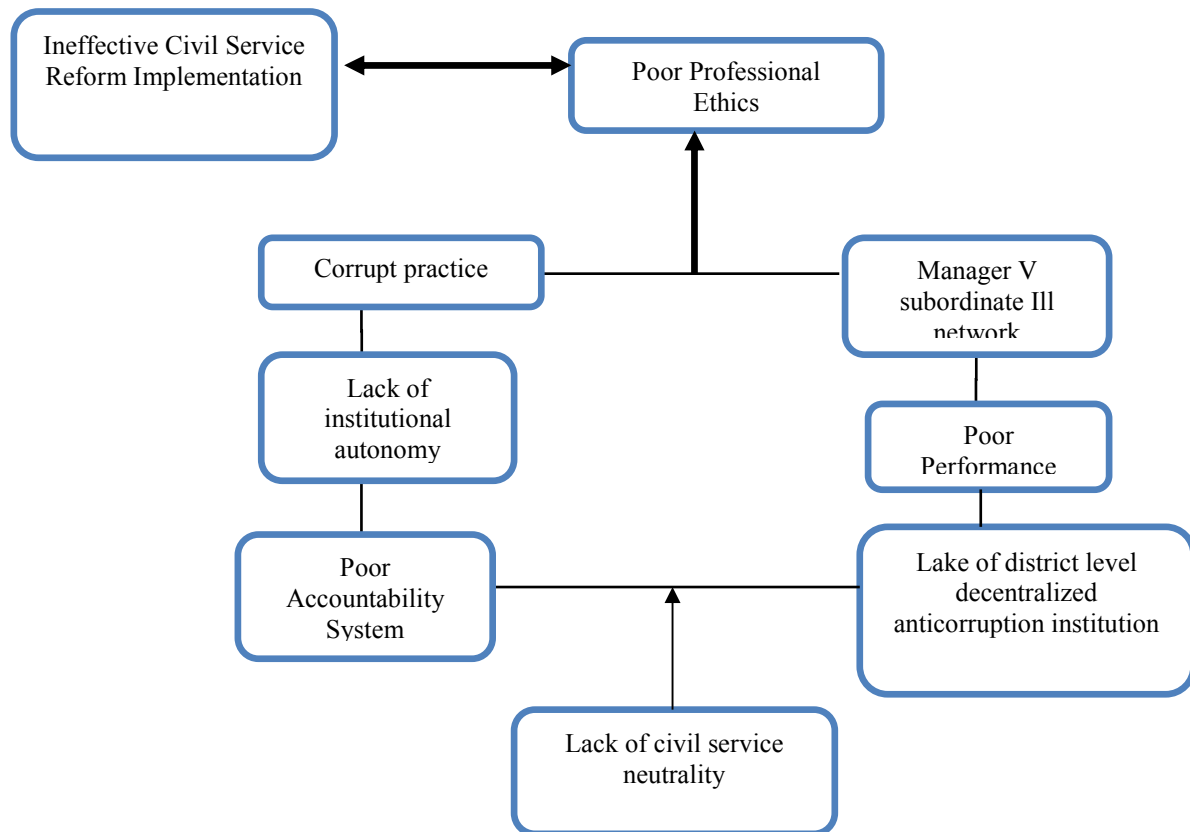 Ineffective Civil Service
Reform Implementation
Poor Professional
Ethics
Corrupt practice
Manager V
subordinate Ill
network
Lack of
institutional
autonomy
Poor
Performance
Poor
Accountability
System
Lake of district level
decentralized
anticorruption institution
Lack of civil service
neutrality